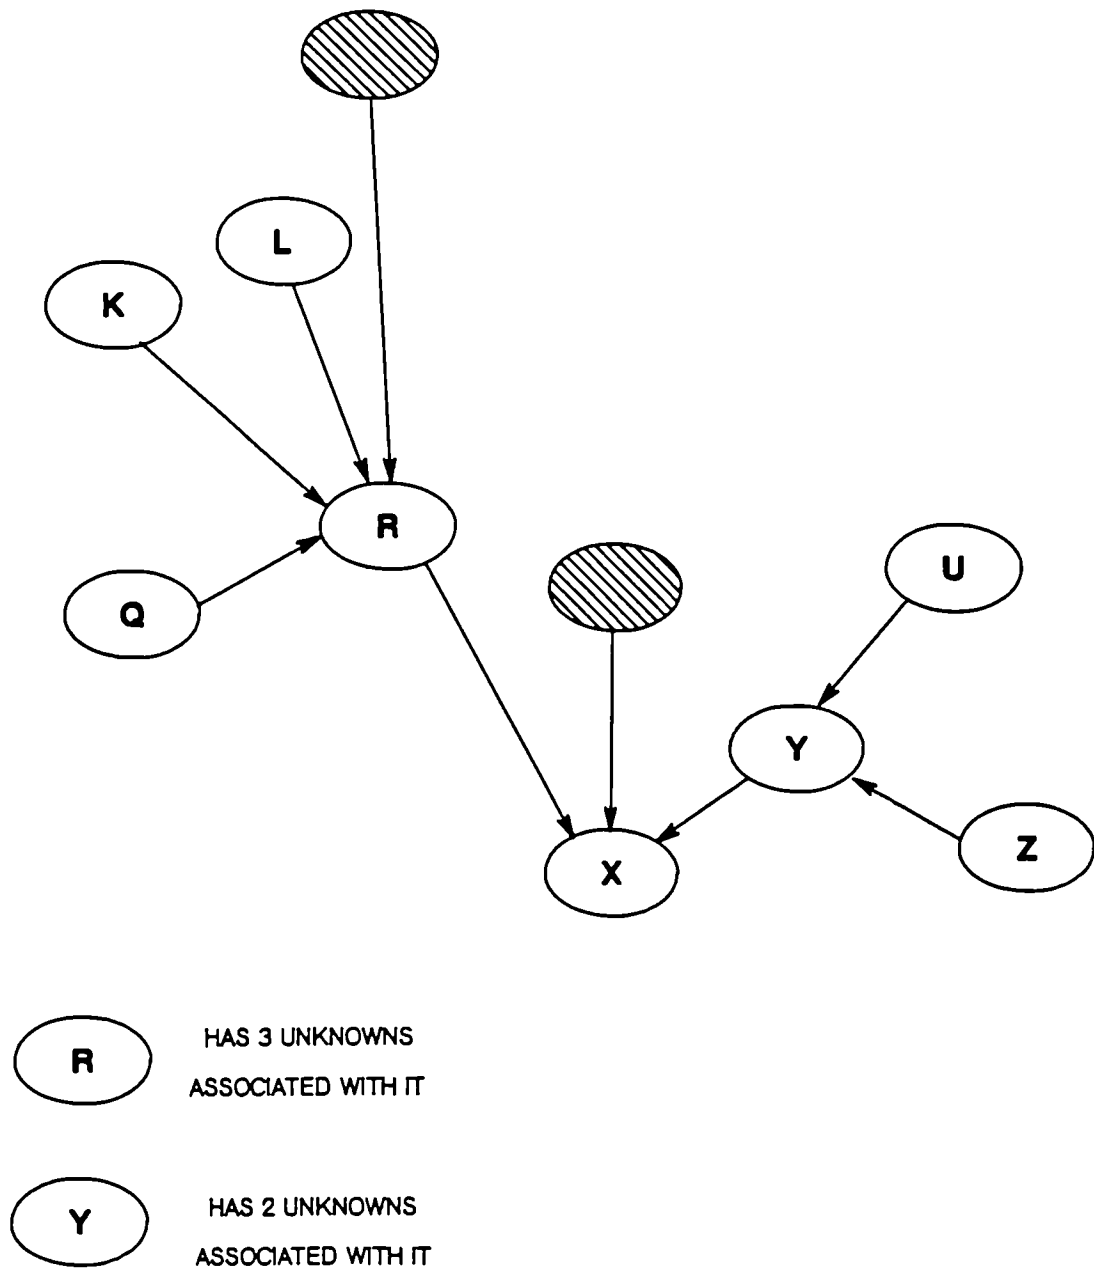 L
K
R
Q
U
Y
Z
X
R
HAS 3 UNKNOWNS
ASSOCIATED WITH IT
Y
HAS 2 UNKNOWNS
ASSOCIATED WITH IT